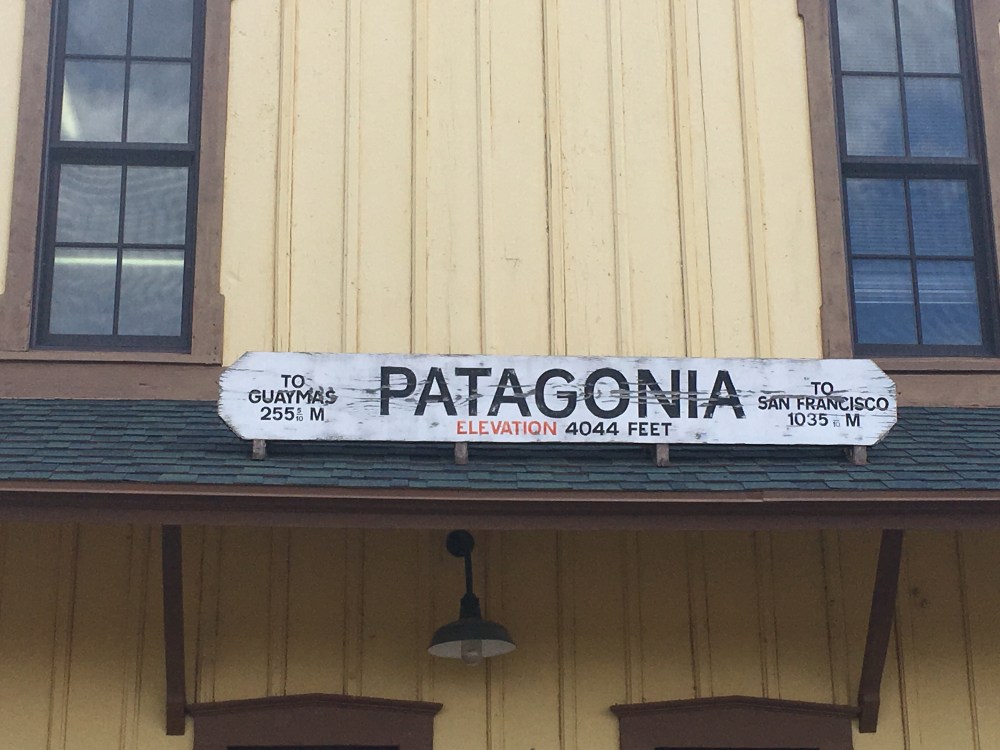 TO
GUAYMAS
255 5/10 M
PATAGONIA
ELEVATION 4044 FEET
TO
SAN FRANCISCO
1035 M